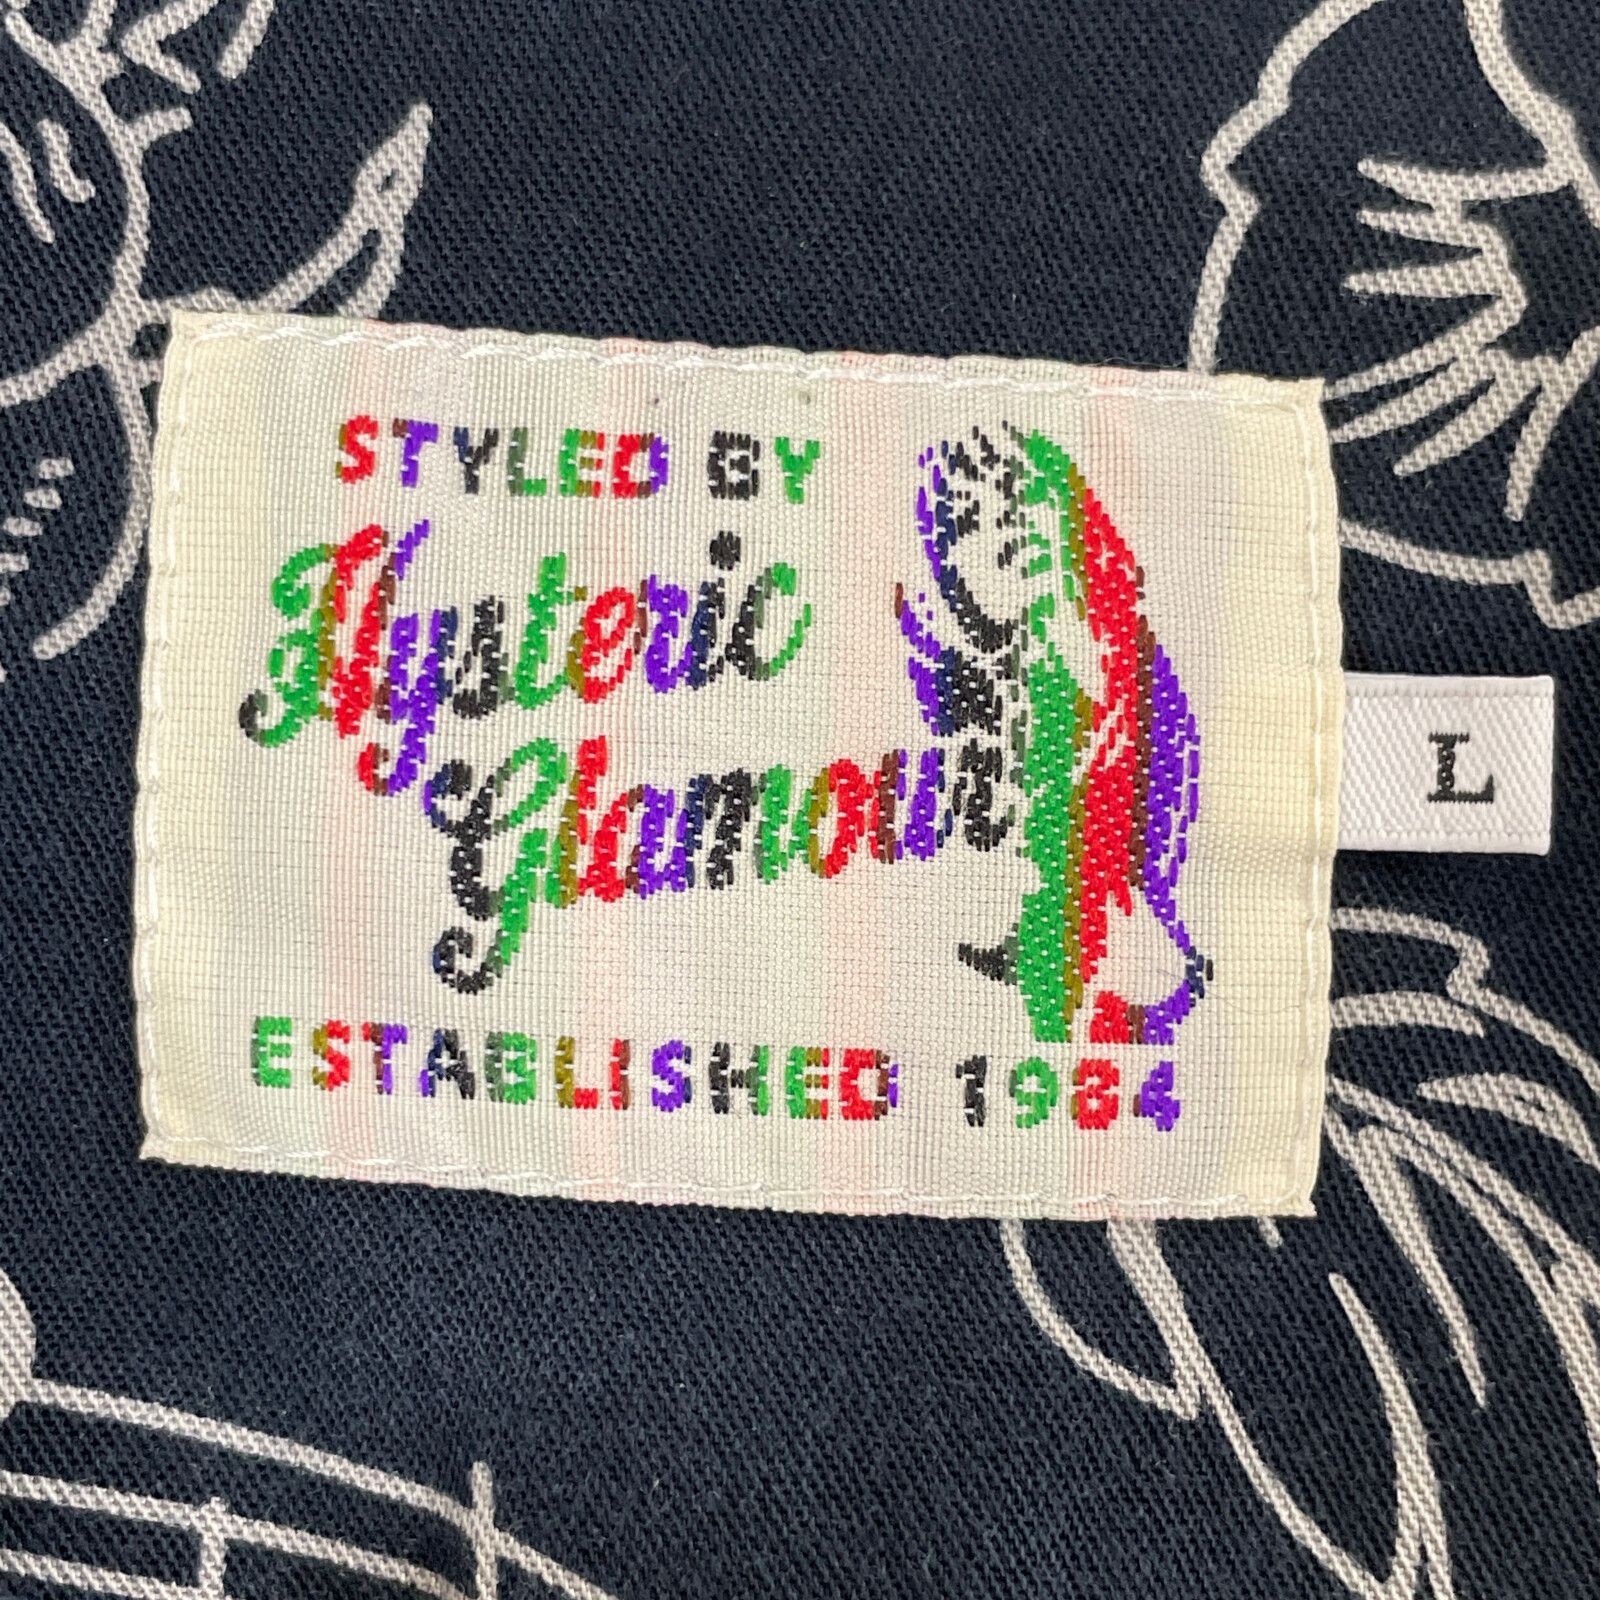 STYLED BY
Hysteric
Glamour
ESTABLISHED 1984
L